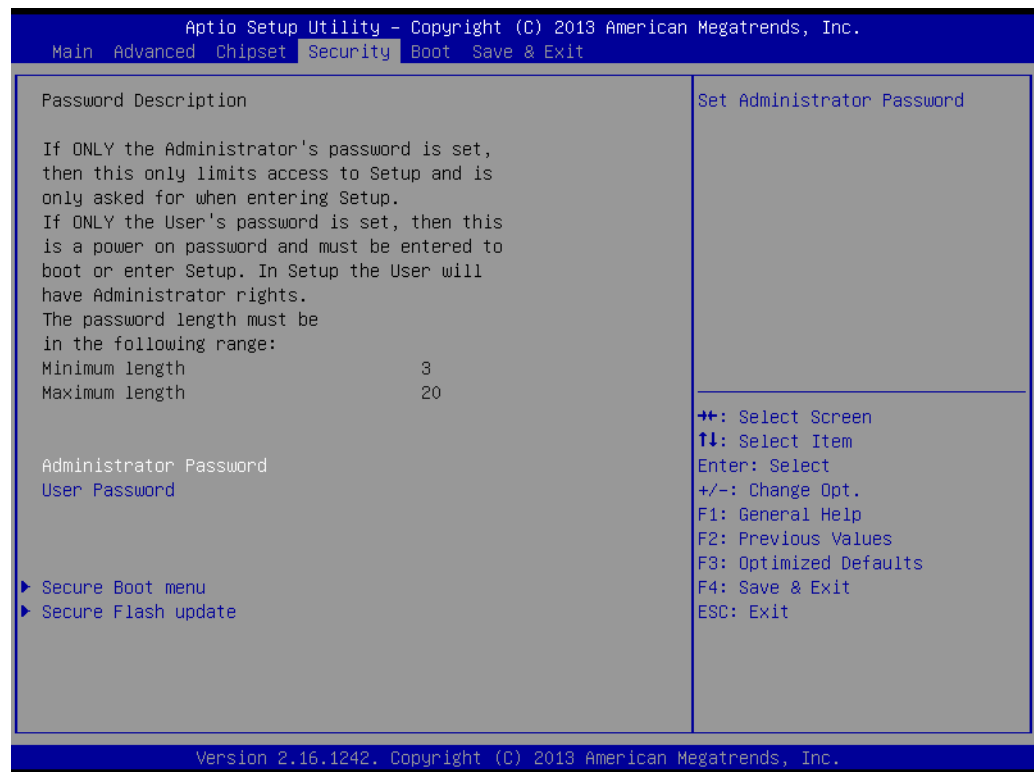 Aptio Setup Utility – Copyright (C) 2013 American Megatrends, Inc.
Main Advanced Chipset Security Boot Save & Exit
Password Description
If ONLY the Administrator's password is set,
then this only limits access to Setup and is
only asked for when entering Setup.
If ONLY the User's password is set, then this
is a power on password and must be entered to
boot or enter Setup. In Setup the User will
have Administrator rights.
The password length must be
in the following range:
Minimum length 3
Maximum length 20
Administrator Password
User Password
Secure Boot menu
Secure Flash update
Set Administrator Password
→←: Select Screen
↑↓: Select Item
Enter: Select
+/-: Change Opt.
F1: General Help
F2: Previous Values
F3: Optimized Defaults
F4: Save & Exit
ESC: Exit
Version 2.16.1242. Copyright (C) 2013 American Megatrends, Inc.